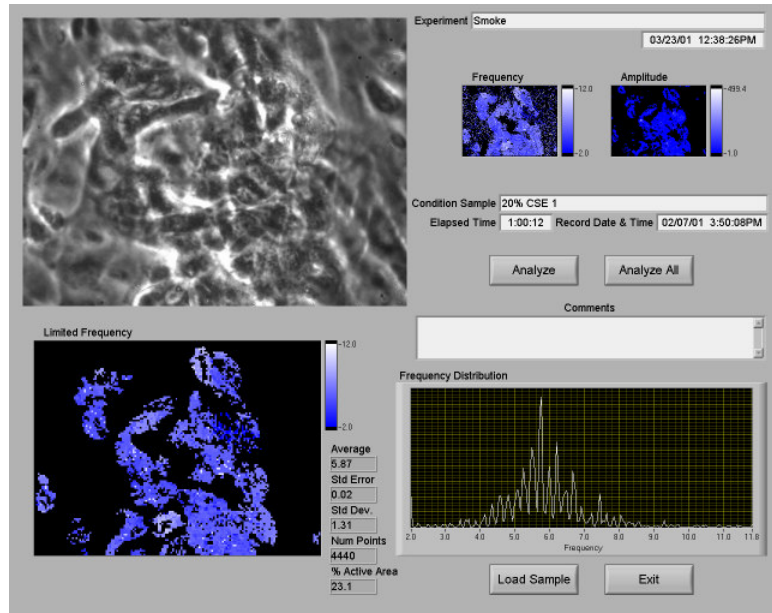 Experiment Smoke
03/23/01 12:38:26PM
Frequency Amplitude
-12.0 -499.4
-2.0 -1.0
Condition Sample 20% CSE 1
Elapsed Time 1:00:12 Record Date & Time 02/07/01 3:50:08PM
Analyze Analyze All
Comments
Limited Frequency
-12.0
-2.0
Average
5.87
Std Error
0.02
Std Dev.
1.31
Num Points
4440
% Active Area
23.1
Frequency Distribution
2.0 3.0 4.0 5.0 6.0 7.0 8.0 9.0 10.0 11.0 11.8
Frequency
Load Sample Exit